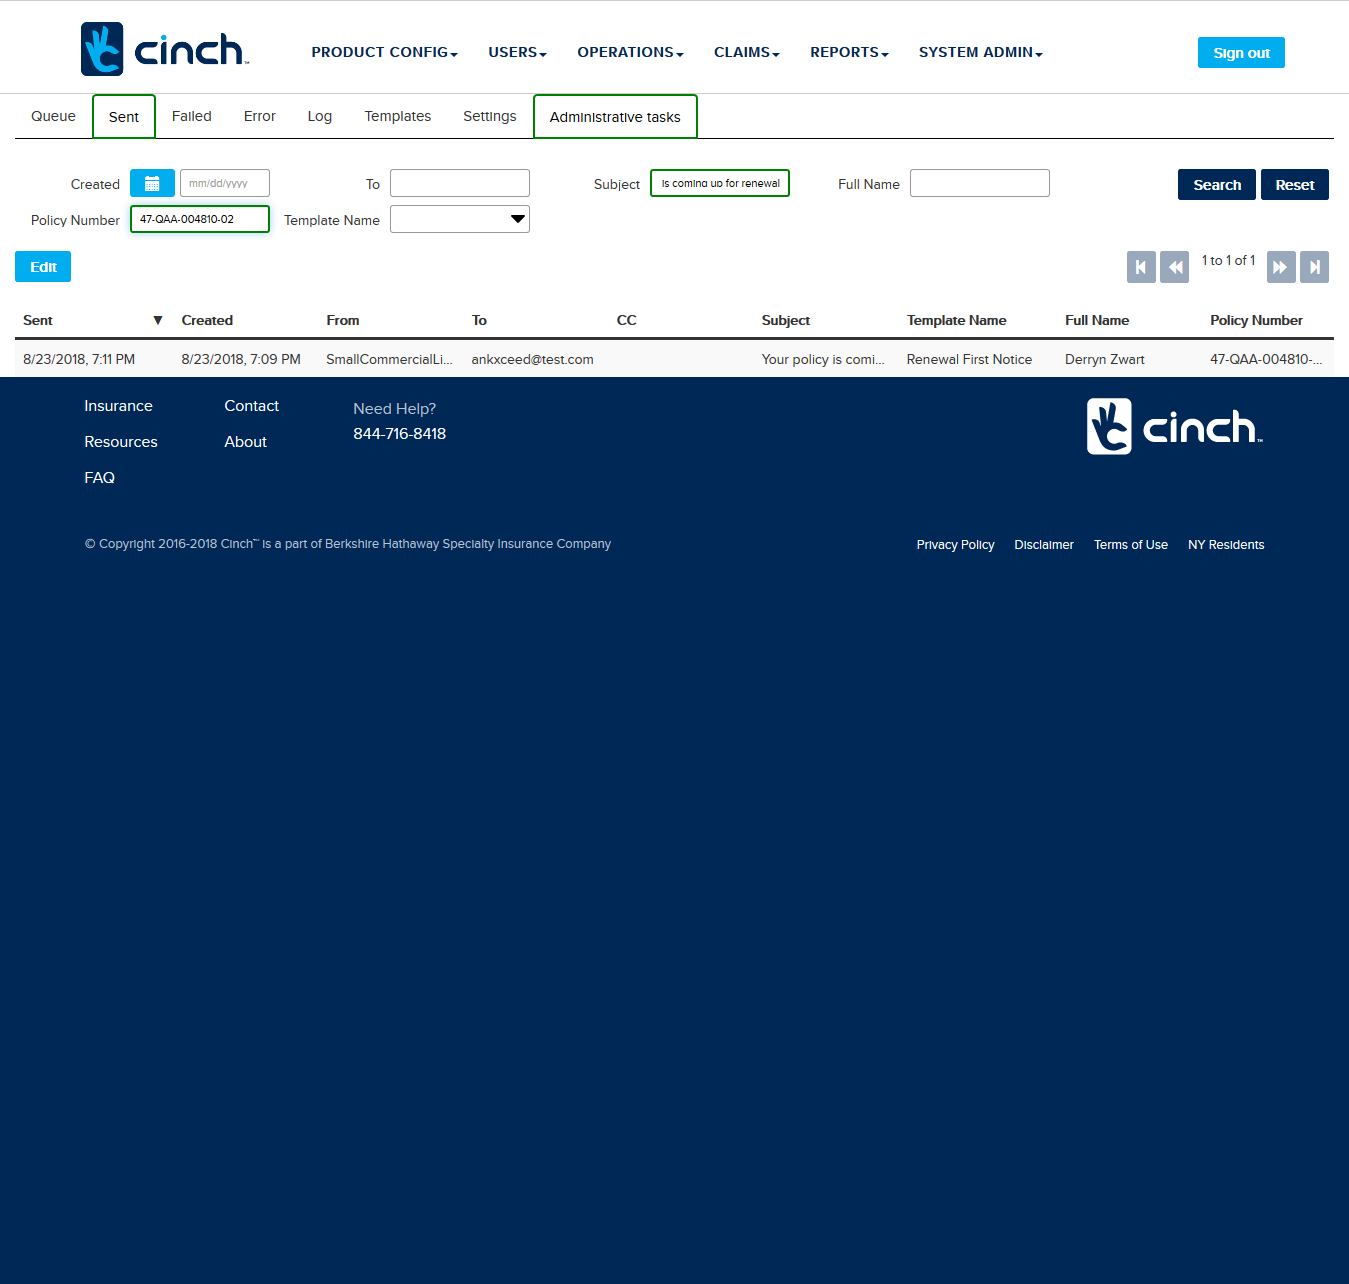 cinch™ PRODUCT CONFIG USERS OPERATIONS CLAIMS REPORTS SYSTEM ADMIN Sign out
Queue Sent Failed Error Log Templates Settings Administrative tasks
Created mm/dd/yyyy To Subject is coming up for renewal Full Name Search Reset
Policy Number 47-QAA-004810-02 Template Name
Edit 1 to 1 of 1
Sent ▼ Created From To CC Subject Template Name Full Name Policy Number
8/23/2018, 7:11 PM 8/23/2018, 7:09 PM SmallCommercialLi... ankxceed@test.com Your policy is comi... Renewal First Notice Derryn Zwart 47-QAA-004810-...
Insurance Contact Need Help? cinch™
Resources About 844-716-8418
FAQ
© Copyright 2016-2018 Cinch™ is a part of Berkshire Hathaway Specialty Insurance Company Privacy Policy Disclaimer Terms of Use NY Residents